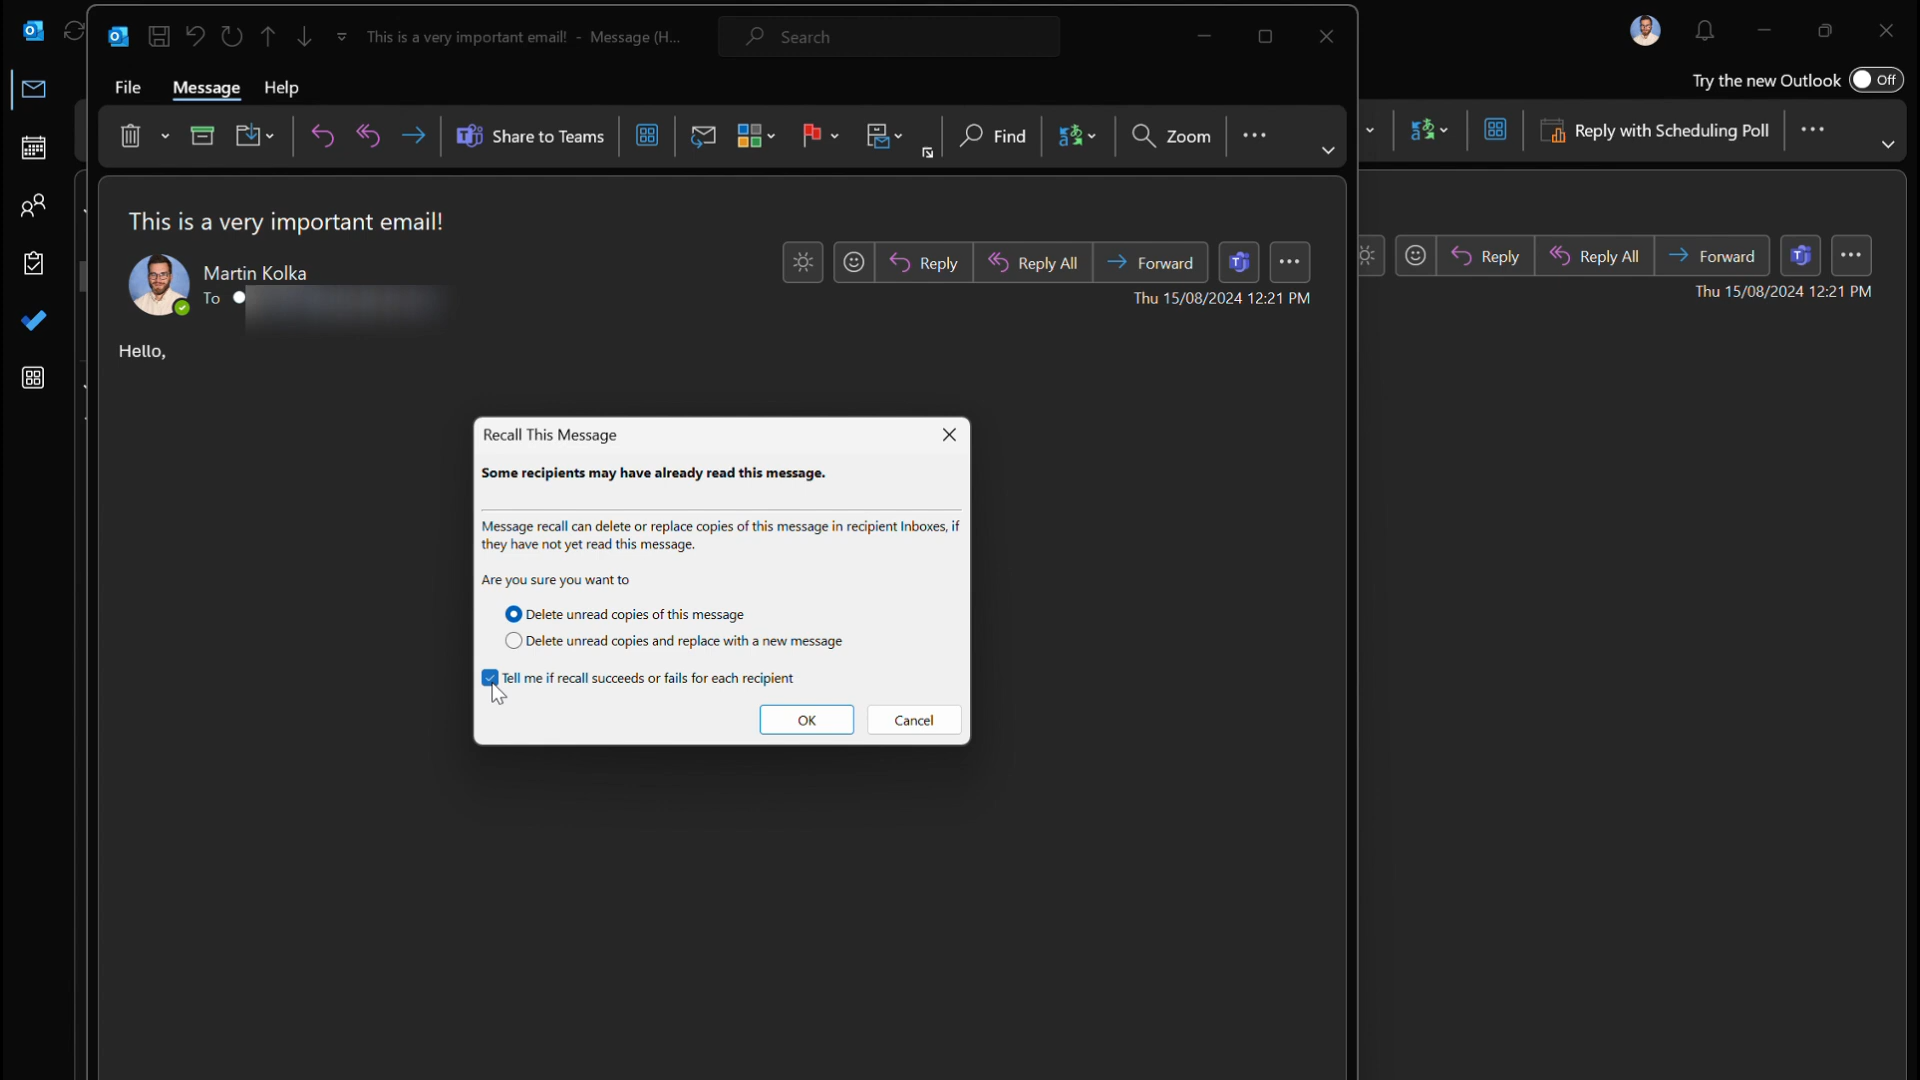 This is a very important email! - Message (H...
Search
Try the new Outlook
Off
File
Message
Help
Share to Teams
Find
Zoom
Reply with Scheduling Poll
This is a very important email!
Martin Kolka
To
Reply
Reply All
Forward
Thu 15/08/2024 12:21 PM
Reply
Reply All
Forward
Thu 15/08/2024 12:21 PM
Hello,
Recall This Message
Some recipients may have already read this message.
Message recall can delete or replace copies of this message in recipient Inboxes, if
they have not yet read this message.
Are you sure you want to
Delete unread copies of this message
Delete unread copies and replace with a new message
Tell me if recall succeeds or fails for each recipient
OK
Cancel